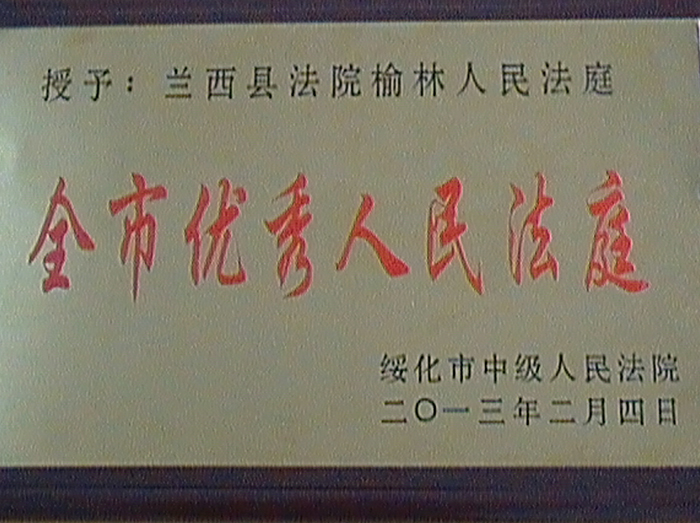 授予：兰西县法院榆林人民法庭
全市优秀人民法庭
绥化市中级人民法院
二〇一三年二月四日